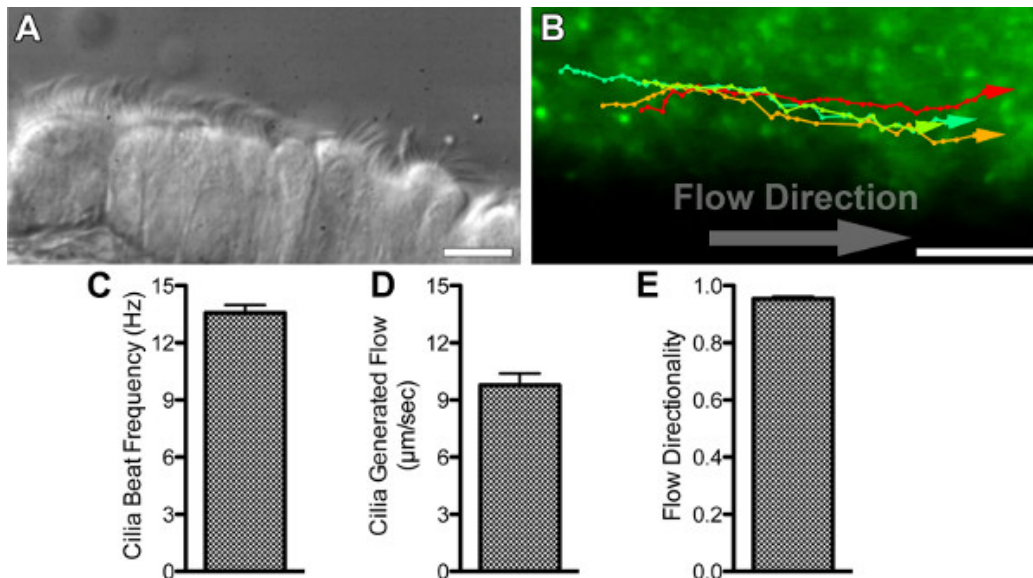 A
B
Flow Direction
C
Cilia Beat Frequency (Hz)
15
12
9
6
3
0
D
Cilia Generated Flow
(μm/sec)
15
12
9
6
3
0
E
Flow Directionality
1.0
0.8
0.6
0.4
0.2
0.0